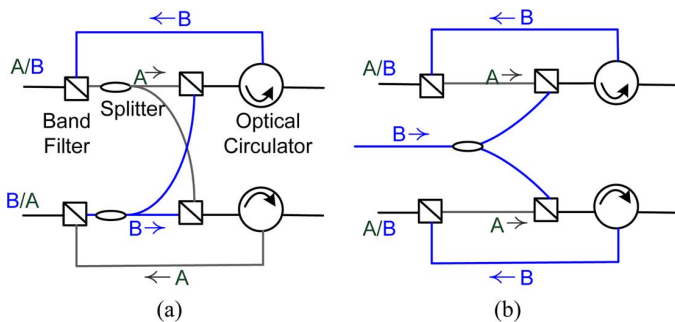 ←B
←B
A/B
A→
A/B
A→
Splitter
Band
Filter
Optical
Circulator
B→
B/A
B→
A/B
A→
←A
←B
(a)
(b)